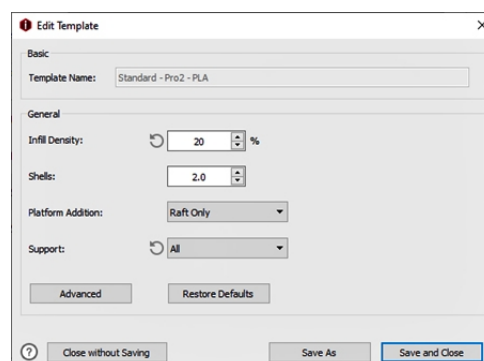 Edit Template
Basic
Template Name: Standard - Pro2 - PLA
General
Infill Density: 20 %
Shells: 2.0
Platform Addition: Raft Only
Support: All
Advanced Restore Defaults
? Close without Saving Save As Save and Close